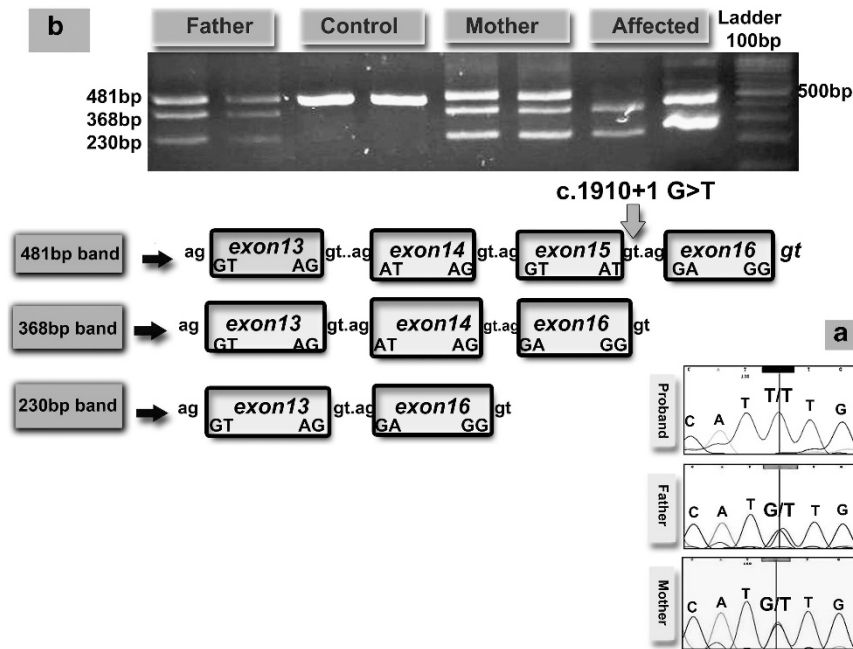 b
Father Control Mother Affected Ladder
100bp
481bp
368bp
230bp
500bp
c.1910+1 G>T
481bp band
ag exon13 gt..ag exon14 gt.ag exon15 gt.ag exon16 gt
GT AG AT AG GT AT GA GG
368bp band
ag exon13 gt.ag exon14 gt.ag exon16 gt
GT AG AT AG GA GG
230bp band
ag exon13 gt.ag exon16 gt
GT AG GA GG
a
Proband
C A T T/T T G
Father
C A T G/T T G
Mother
C A T G/T T G